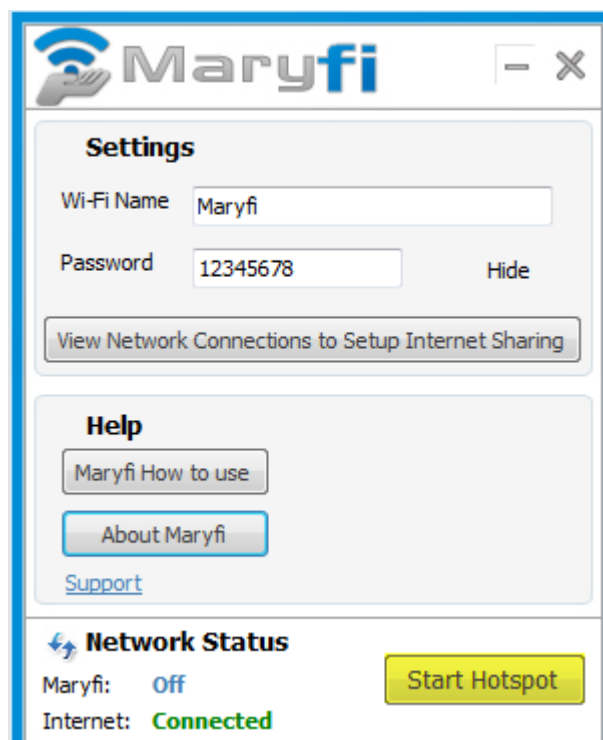 Maryfi
Settings
Wi-Fi Name Maryfi
Password 12345678 Hide
View Network Connections to Setup Internet Sharing
Help
Maryfi How to use
About Maryfi
Support
Network Status
Maryfi: Off
Start Hotspot
Internet: Connected